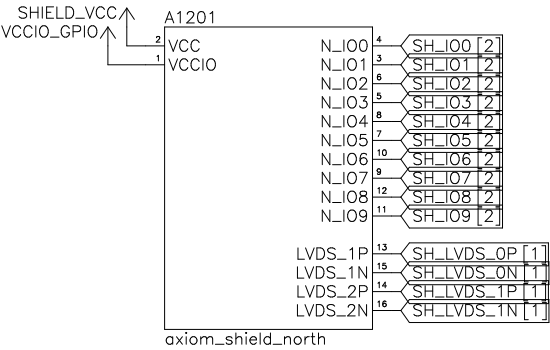 SHIELD_VCC
VCCIO_GPIO
A1201
2 VCC N_IO0 4 SH_IO0 [2]
1 VCCIO N_IO1 3 SH_IO1 [2]
N_IO2 6 SH_IO2 [2]
N_IO3 5 SH_IO3 [2]
N_IO4 8 SH_IO4 [2]
N_IO5 7 SH_IO5 [2]
N_IO6 10 SH_IO6 [2]
N_IO7 9 SH_IO7 [2]
N_IO8 12 SH_IO8 [2]
N_IO9 11 SH_IO9 [2]
LVDS_1P 13 SH_LVDS_0P [1]
LVDS_1N 15 SH_LVDS_0N [1]
LVDS_2P 14 SH_LVDS_1P [1]
LVDS_2N 16 SH_LVDS_1N [1]
axiom_shield_north